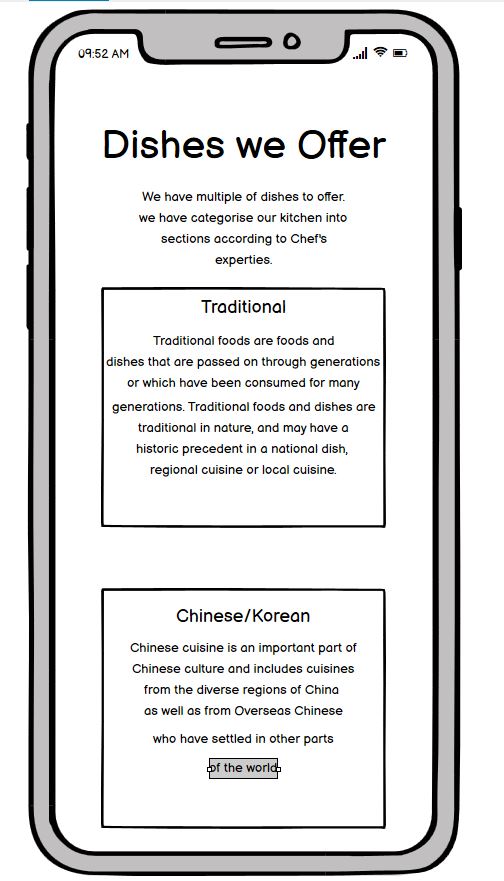 09:52 AM
Dishes we Offer
We have multiple of dishes to offer.
we have categorise our kitchen into
sections according to Chef's
experties.
Traditional
Traditional foods are foods and
dishes that are passed on through generations
or which have been consumed for many
generations. Traditional foods and dishes are
traditional in nature, and may have a
historic precedent in a national dish,
regional cuisine or local cuisine.
Chinese/Korean
Chinese cuisine is an important part of
Chinese culture and includes cuisines
from the diverse regions of China
as well as from Overseas Chinese
who have settled in other parts
of the world